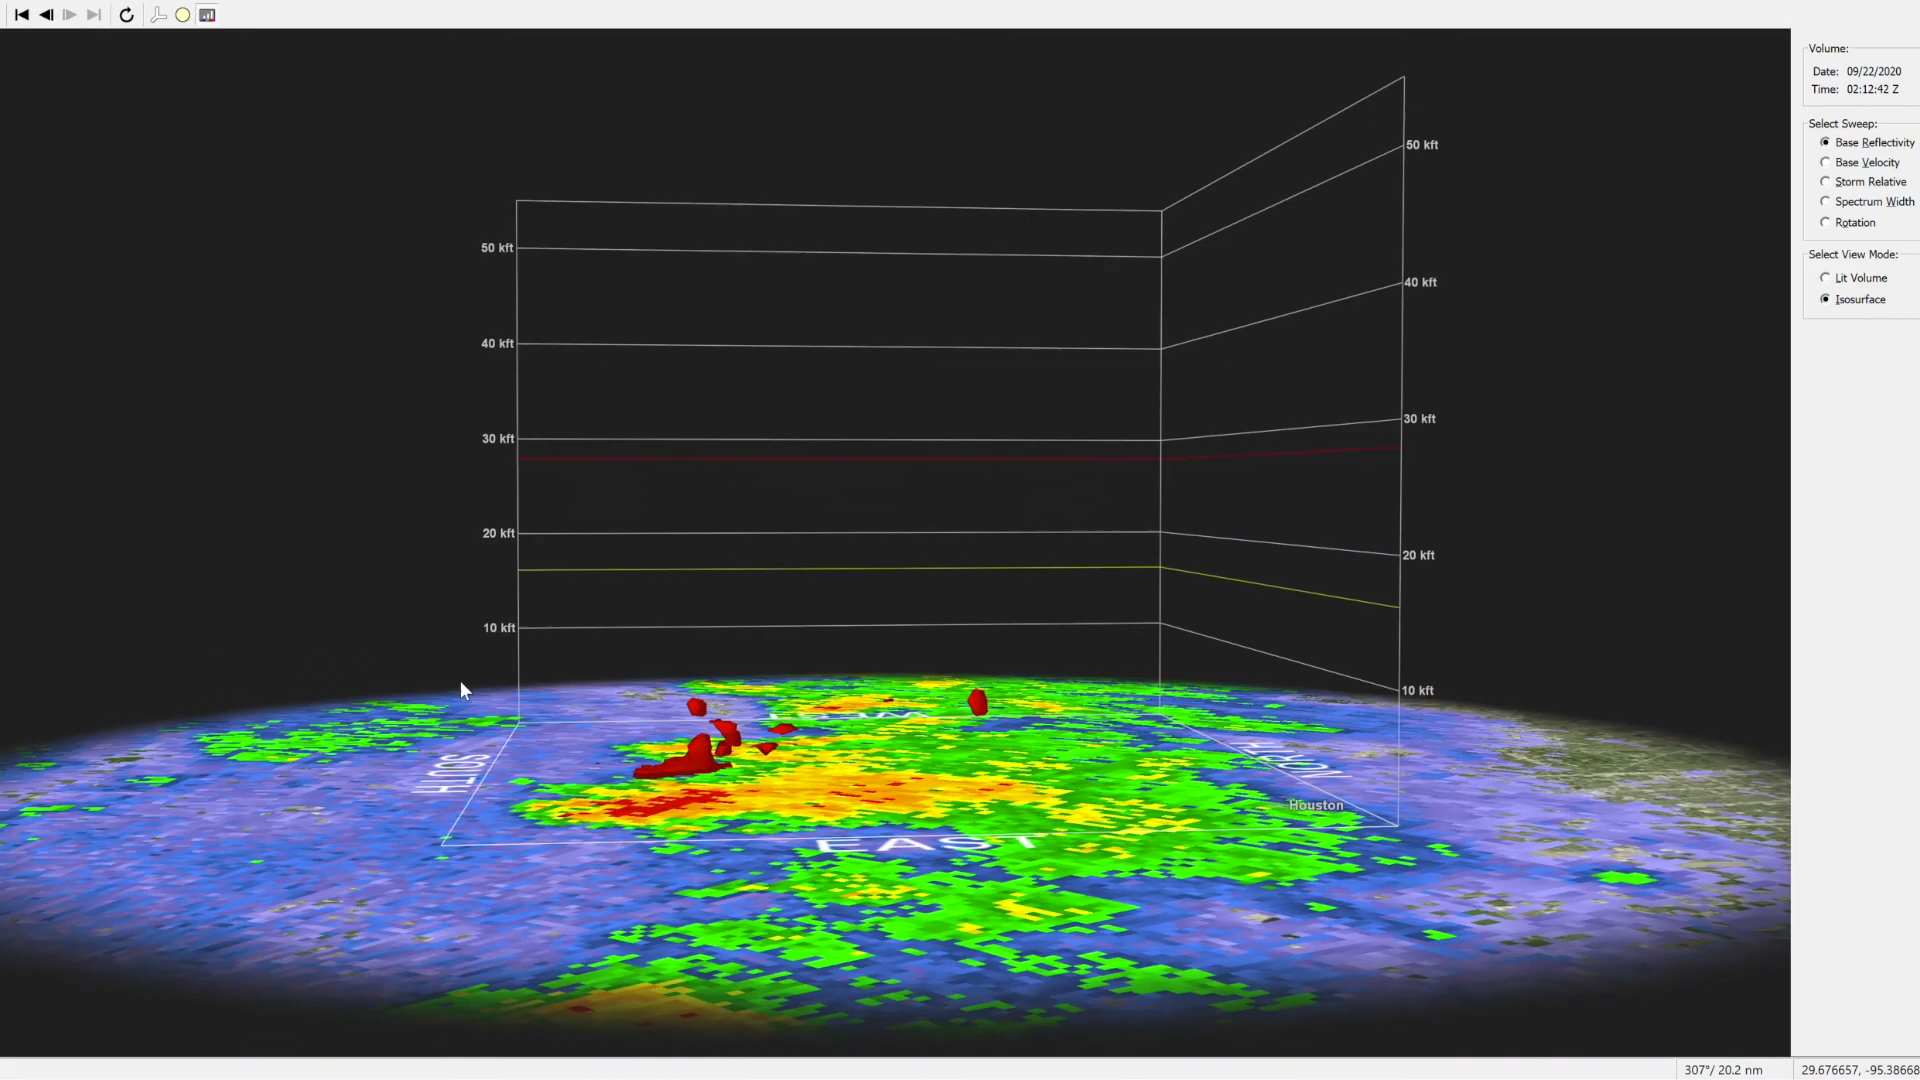 Volume:
Date: 09/22/2020
Time: 02:12:42 Z
Select Sweep:
Base Reflectivity
Base Velocity
Storm Relative
Spectrum Width
Rotation
Select View Mode:
Lit Volume
Isosurface
50 kft
40 kft
30 kft
20 kft
10 kft
50 kft
40 kft
30 kft
20 kft
10 kft
WEST
SOUTH
NORTH
Houston
EAST
307°/ 20.2 nm
29.676657, -95.38668